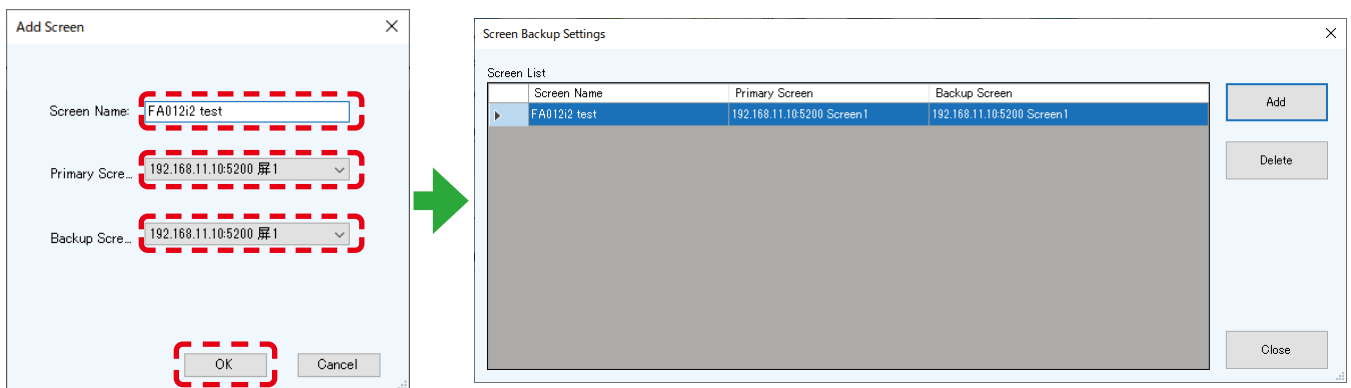 Add Screen
Screen Name: FA012i2 test
Primary Scre... 192.168.11.10:5200 屏1
Backup Scre... 192.168.11.10:5200 屏1
OK Cancel
Screen Backup Settings
Screen List
Screen Name Primary Screen Backup Screen
FA012i2 test 192.168.11.10:5200 Screen1 192.168.11.10:5200 Screen1
Add
Delete
Close